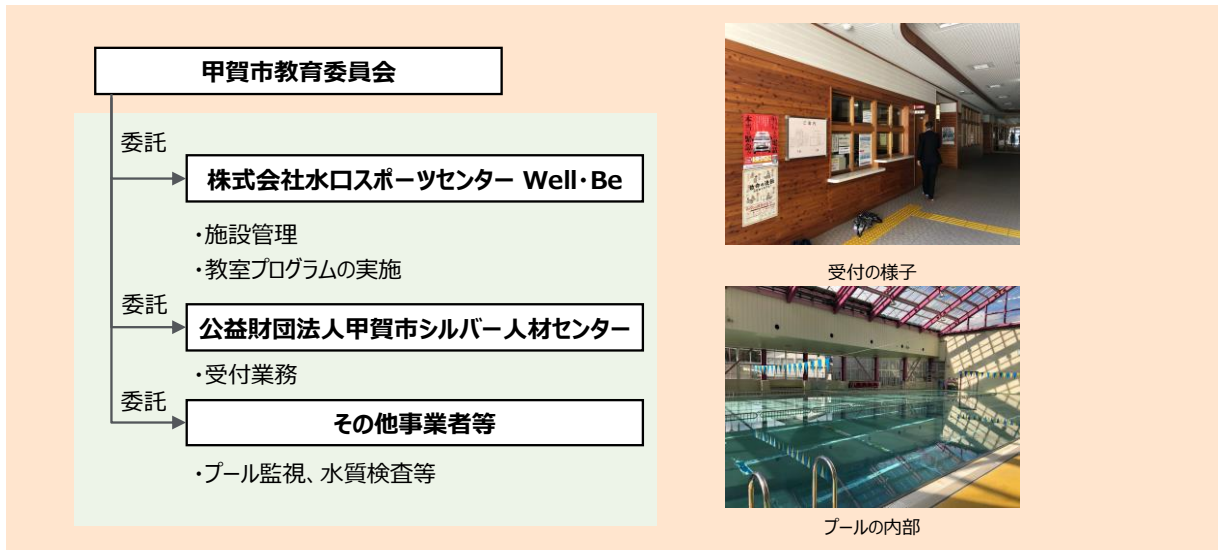 甲賀市教育委員会
委託
株式会社水口スポーツセンター Well・Be
・施設管理
・教室プログラムの実施
委託
公益財団法人甲賀市シルバー人材センター
・受付業務
委託
その他事業者等
・プール監視、水質検査等
ご案内
受付の様子
プールの内部